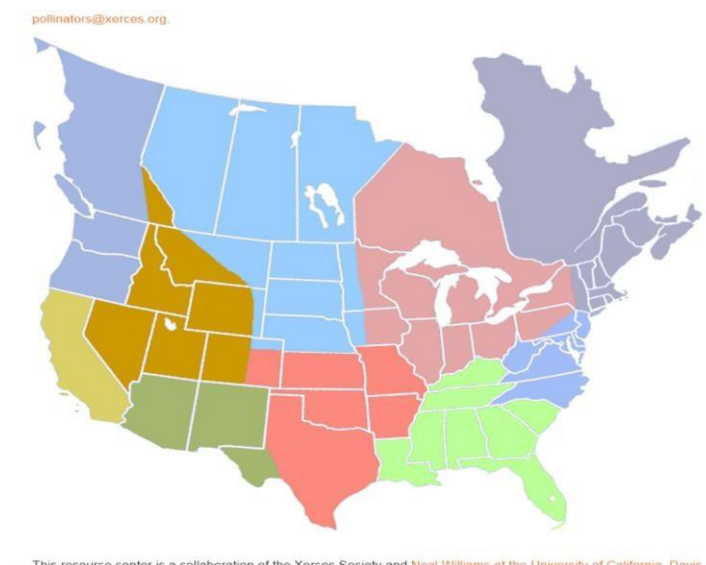 pollinators@xerces.org.
This resource center is a collaboration of the Xerces Society and Neal Williams at the University of California, Davis